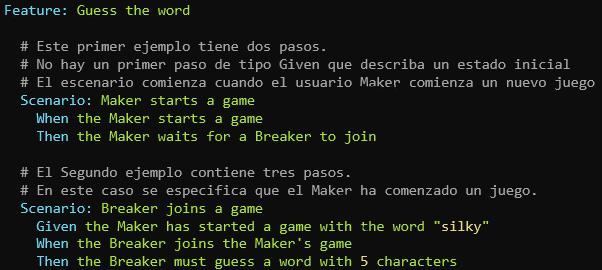 Feature: Guess the word
# Este primer ejemplo tiene dos pasos.
# No hay un primer paso de tipo Given que describa un estado inicial
# El escenario comienza cuando el usuario Maker comienza un nuevo juego
Scenario: Maker starts a game
When the Maker starts a game
Then the Maker waits for a Breaker to join
# El Segundo ejemplo contiene tres pasos.
# En este caso se especifica que el Maker ha comenzado un juego.
Scenario: Breaker joins a game
Given the Maker has started a game with the word "silky"
When the Breaker joins the Maker's game
Then the Breaker must guess a word with 5 characters